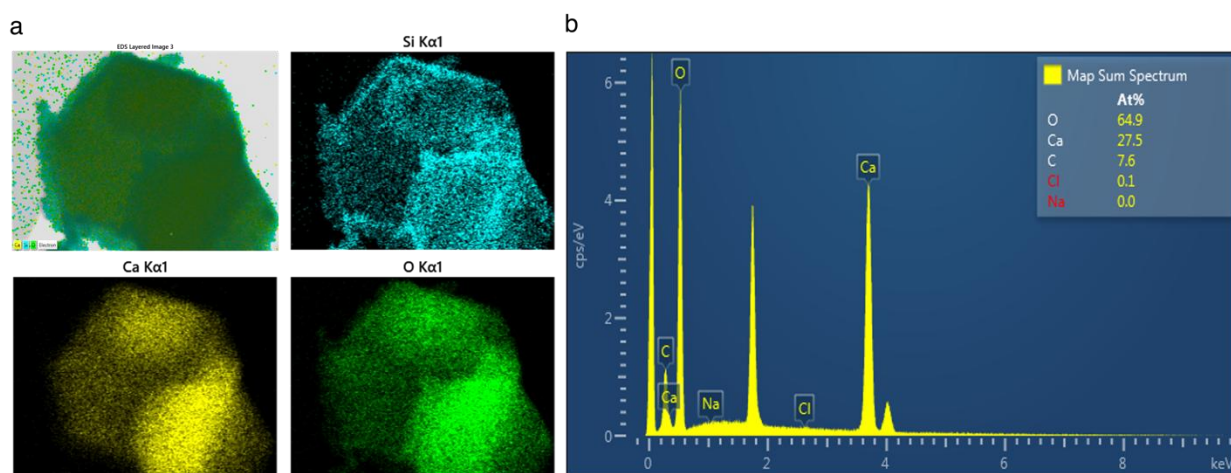 a
EDS Layered Image 3
Si Kα1
Ca Kα1
O Kα1
Ca
Electron
b
Map Sum Spectrum
At%
O 64.9
Ca 27.5
C 7.6
Cl 0.1
Na 0.0
O
Ca
C
Ca
Na
Cl
cps/eV
6
4
2
0
0 2 4 6 8 keV